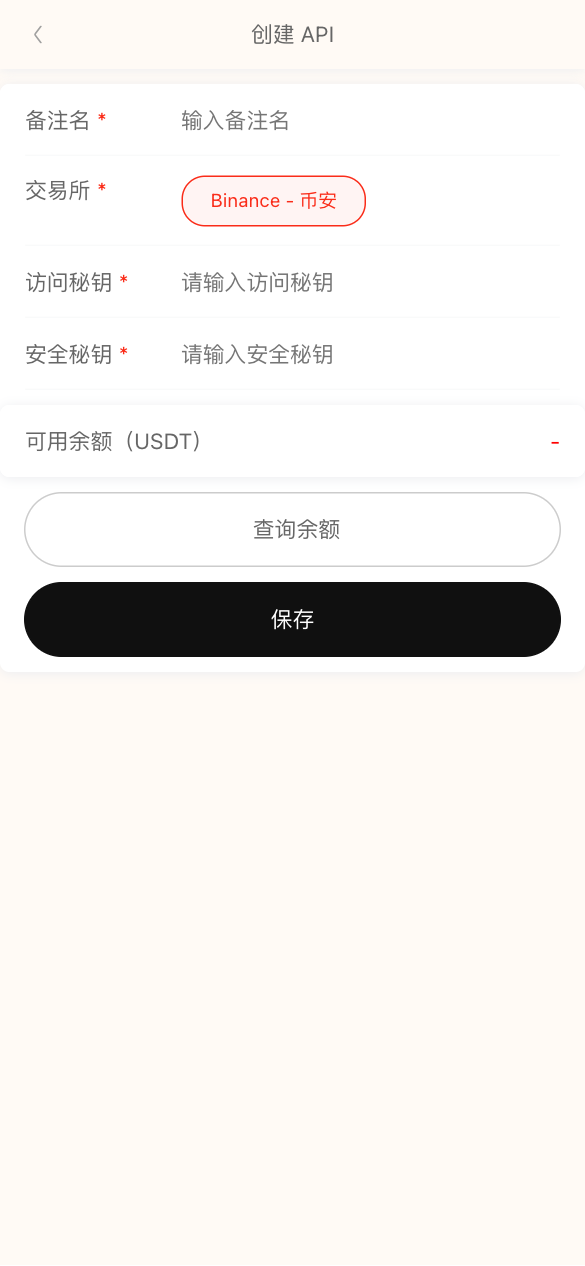 创建 API
备注名 * 输入备注名
交易所 * Binance - 币安
访问秘钥 * 请输入访问秘钥
安全秘钥 * 请输入安全秘钥
可用余额（USDT） -
查询余额
保存